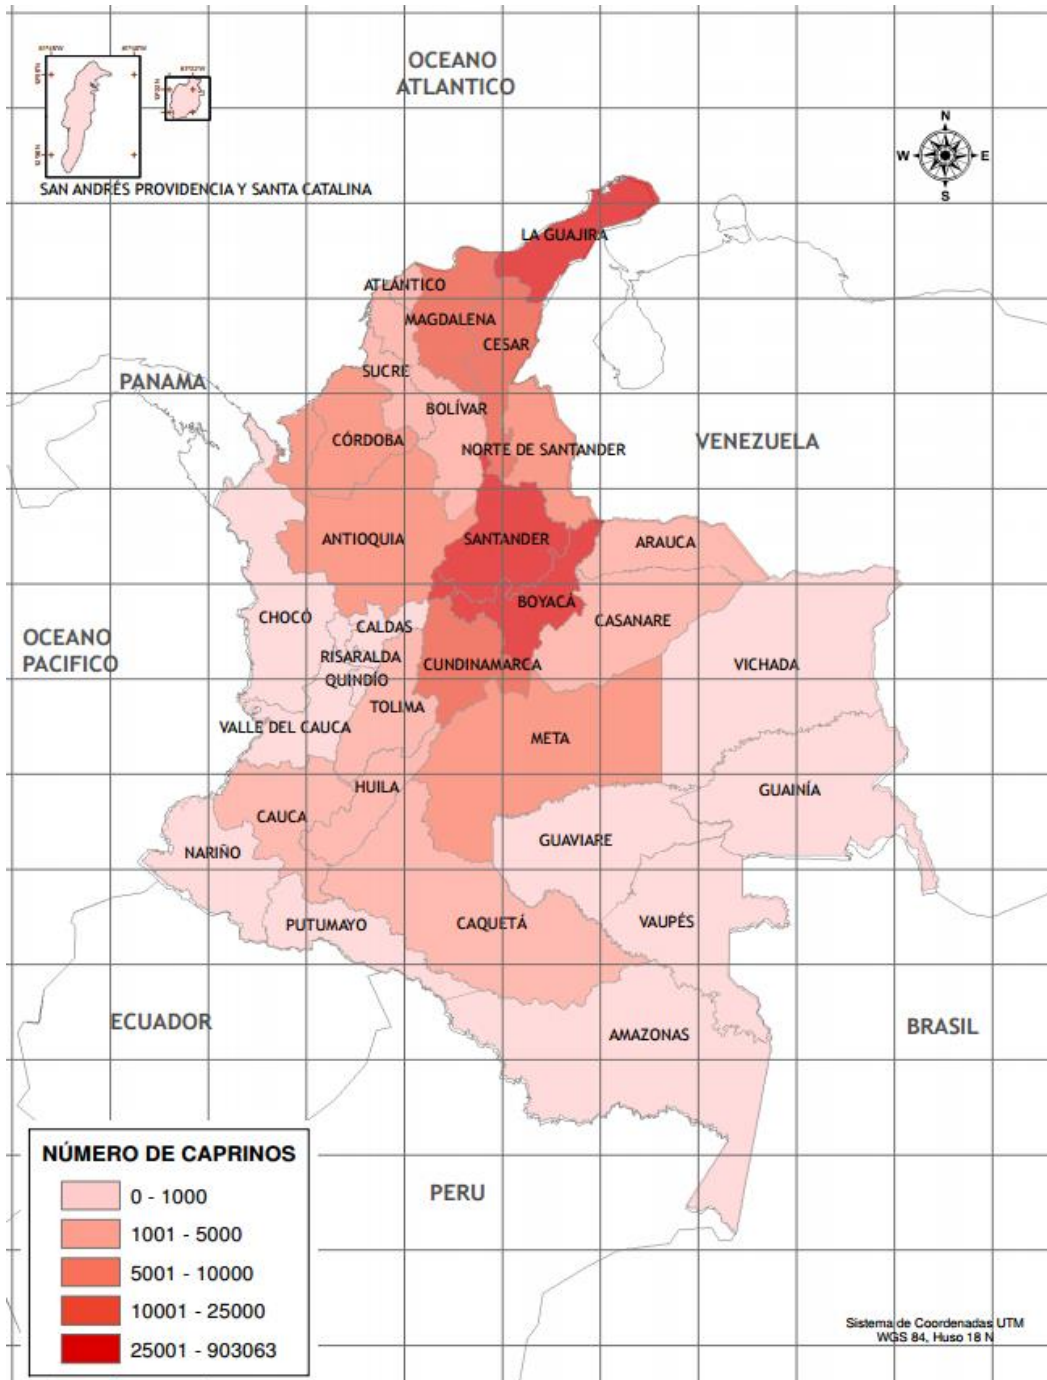 OCEANO
ATLANTICO
SAN ANDRÉS PROVIDENCIA Y SANTA CATALINA
N
W
E
S
LA GUAJIRA
ATLÁNTICO
MAGDALENA
CESAR
SUCRE
PANAMA
BOLÍVAR
CÓRDOBA
NORTE DE SANTANDER
VENEZUELA
ANTIOQUIA
SANTANDER
ARAUCA
BOYACÁ
CHOCÓ
CALDAS
CASANARE
OCEANO
PACIFICO
RISARALDA
CUNDINAMARCA
VICHADA
QUINDÍO
TOLIMA
VALLE DEL CAUCA
META
HUILA
GUAINÍA
CAUCA
GUAVIARE
NARIÑO
PUTUMAYO
CAQUETÁ
VAUPÉS
ECUADOR
AMAZONAS
BRASIL
PERU
NÚMERO DE CAPRINOS
0 - 1000
1001 - 5000
5001 - 10000
10001 - 25000
25001 - 903063
Sistema de Coordenadas UTM
WGS 84, Huso 18 N